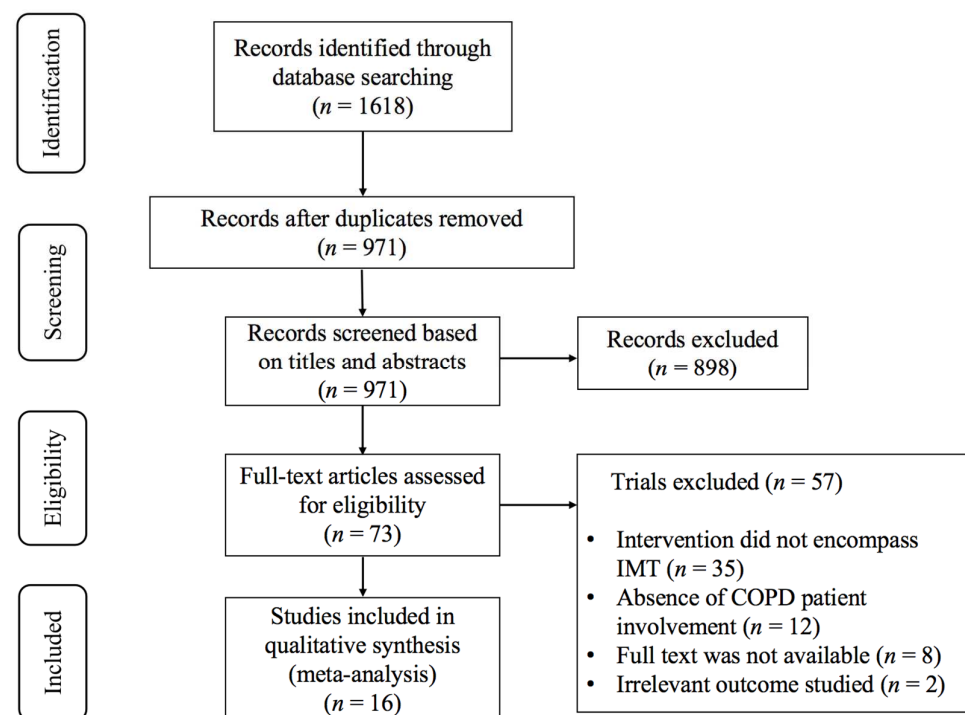 Identification
Records identified through
database searching
(n = 1618)
Records after duplicates removed
(n = 971)
Screening
Records screened based
on titles and abstracts
(n = 971)
Records excluded
(n = 898)
Eligibility
Full-text articles assessed
for eligibility
(n = 73)
Trials excluded (n = 57)
• Intervention did not encompass
IMT (n = 35)
• Absence of COPD patient
involvement (n = 12)
• Full text was not available (n = 8)
• Irrelevant outcome studied (n = 2)
Included
Studies included in
qualitative synthesis
(meta-analysis)
(n = 16)